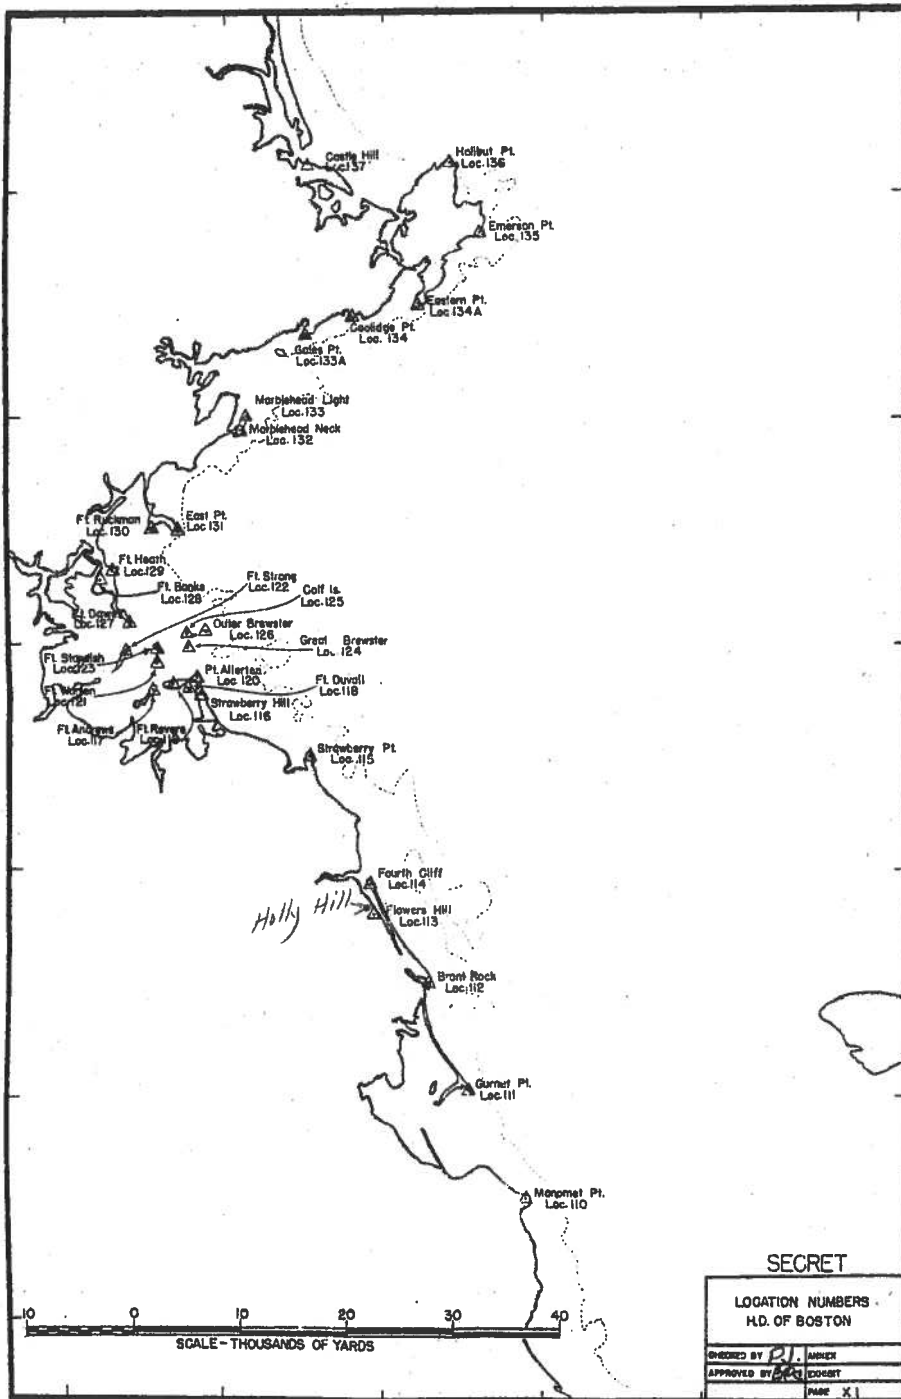 Castle Hill
Loc.137
Halibut Pt.
Loc.136
Emerson Pt.
Loc.135
Eastern Pt.
Loc.134A
Coolidge Pt.
Loc. 134
Gales Pt.
Loc.133A
Marblehead Light
Loc.133
Marblehead Neck
Loc. 132
Ft. Ruckman
Loc. 130
East Pt.
Loc 131
Ft. Heath
Loc.129
Ft. Banks
Loc.128
Ft. Strong
Loc.122
Golf Is.
Loc.125
Ft. Dawes
Loc.127
Outer Brewster
Loc. 126
Great Brewster
Loc. 124
Ft. Standish
Loc.123
Pt. Allerton
Loc. 120
Ft. Duvall
Loc.118
Ft. Warren
Loc.121
Strawberry Hill
Loc.116
Ft. Andrews
Loc. 117
Ft. Revere
Strawberry Pt.
Loc. 115
Fourth Cliff
Loc.114
Holly Hill
Flowers Hill
Loc.113
Brant Rock
Loc.112
Gurnet Pt.
Loc.111
Manomet Pt.
Loc. 110
SECRET
LOCATION NUMBERS
H.D. OF BOSTON
10 0 10 20 30 40
SCALE-THOUSANDS OF YARDS
CHECKED BY P.J. ANNEX
APPROVED BY EXHIBIT
PAGE XI